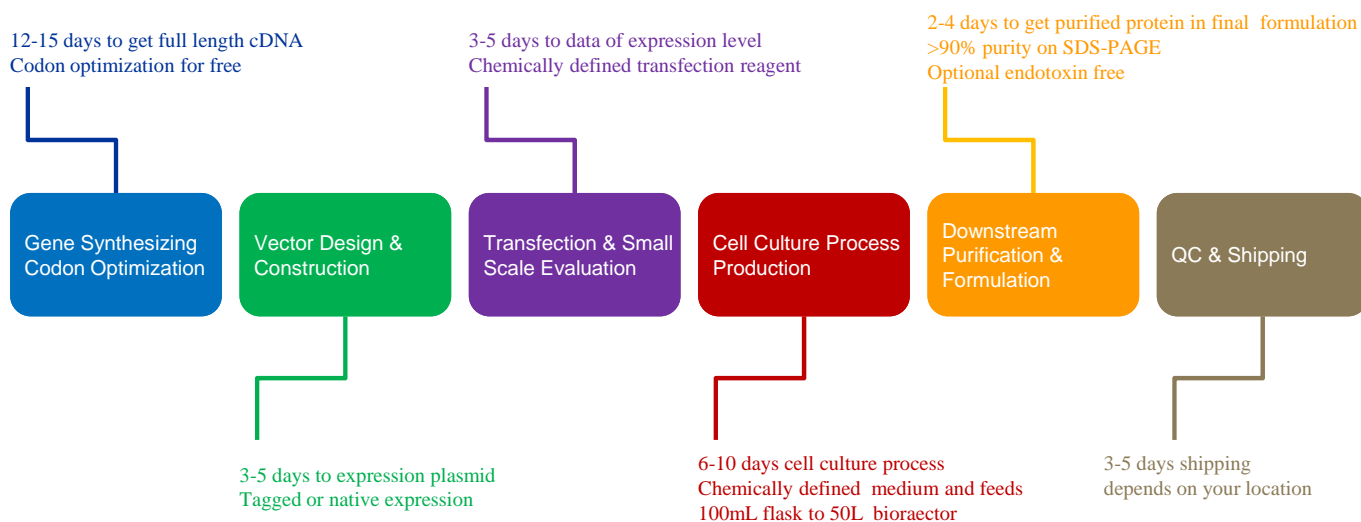 12-15 days to get full length cDNA
Codon optimization for free
3-5 days to data of expression level
Chemically defined transfection reagent
2-4 days to get purified protein in final formulation
>90% purity on SDS-PAGE
Optional endotoxin free
Gene Synthesizing
Codon Optimization
Vector Design &
Construction
Transfection & Small
Scale Evaluation
Cell Culture Process
Production
Downstream
Purification &
Formulation
QC & Shipping
3-5 days to expression plasmid
Tagged or native expression
6-10 days cell culture process
Chemically defined medium and feeds
100mL flask to 50L bioraector
3-5 days shipping
depends on your location